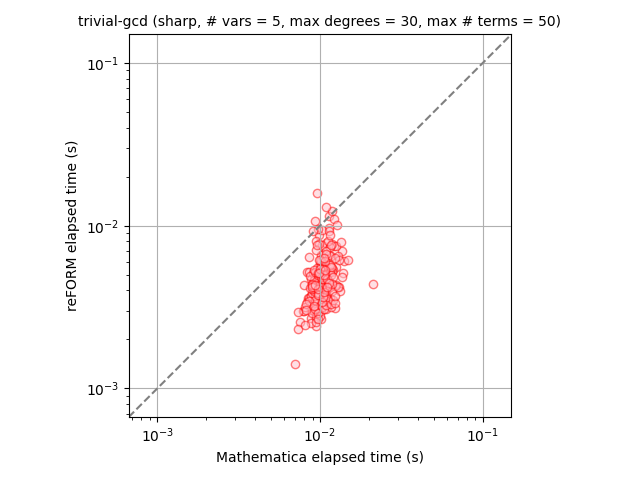 trivial-gcd (sharp, # vars = 5, max degrees = 30, max # terms = 50)
10⁻¹
10⁻²
10⁻³
reFORM elapsed time (s)
10⁻³
10⁻²
10⁻¹
Mathematica elapsed time (s)